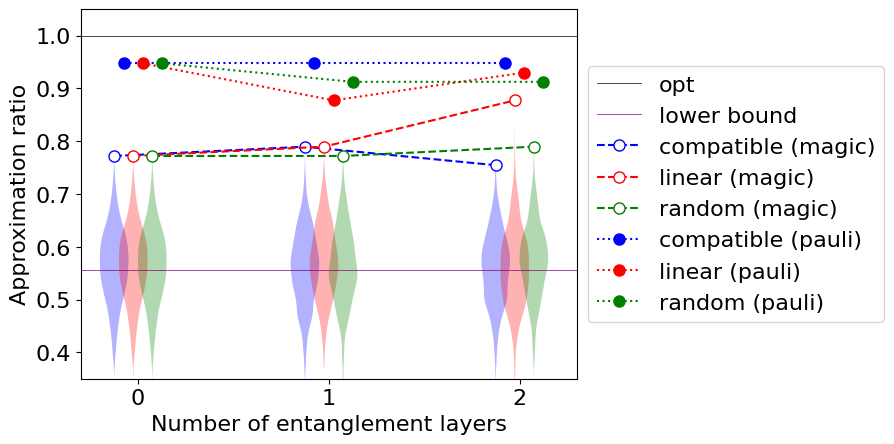 Approximation ratio
1.0
0.9
0.8
0.7
0.6
0.5
0.4
0
1
2
Number of entanglement layers
opt
lower bound
compatible (magic)
linear (magic)
random (magic)
compatible (pauli)
linear (pauli)
random (pauli)